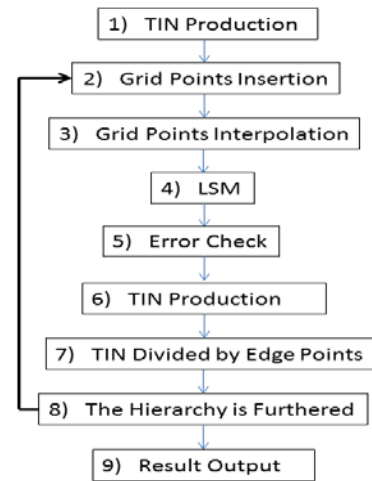 1) TIN Production
2) Grid Points Insertion
3) Grid Points Interpolation
4) LSM
5) Error Check
6) TIN Production
7) TIN Divided by Edge Points
8) The Hierarchy is Furthered
9) Result Output